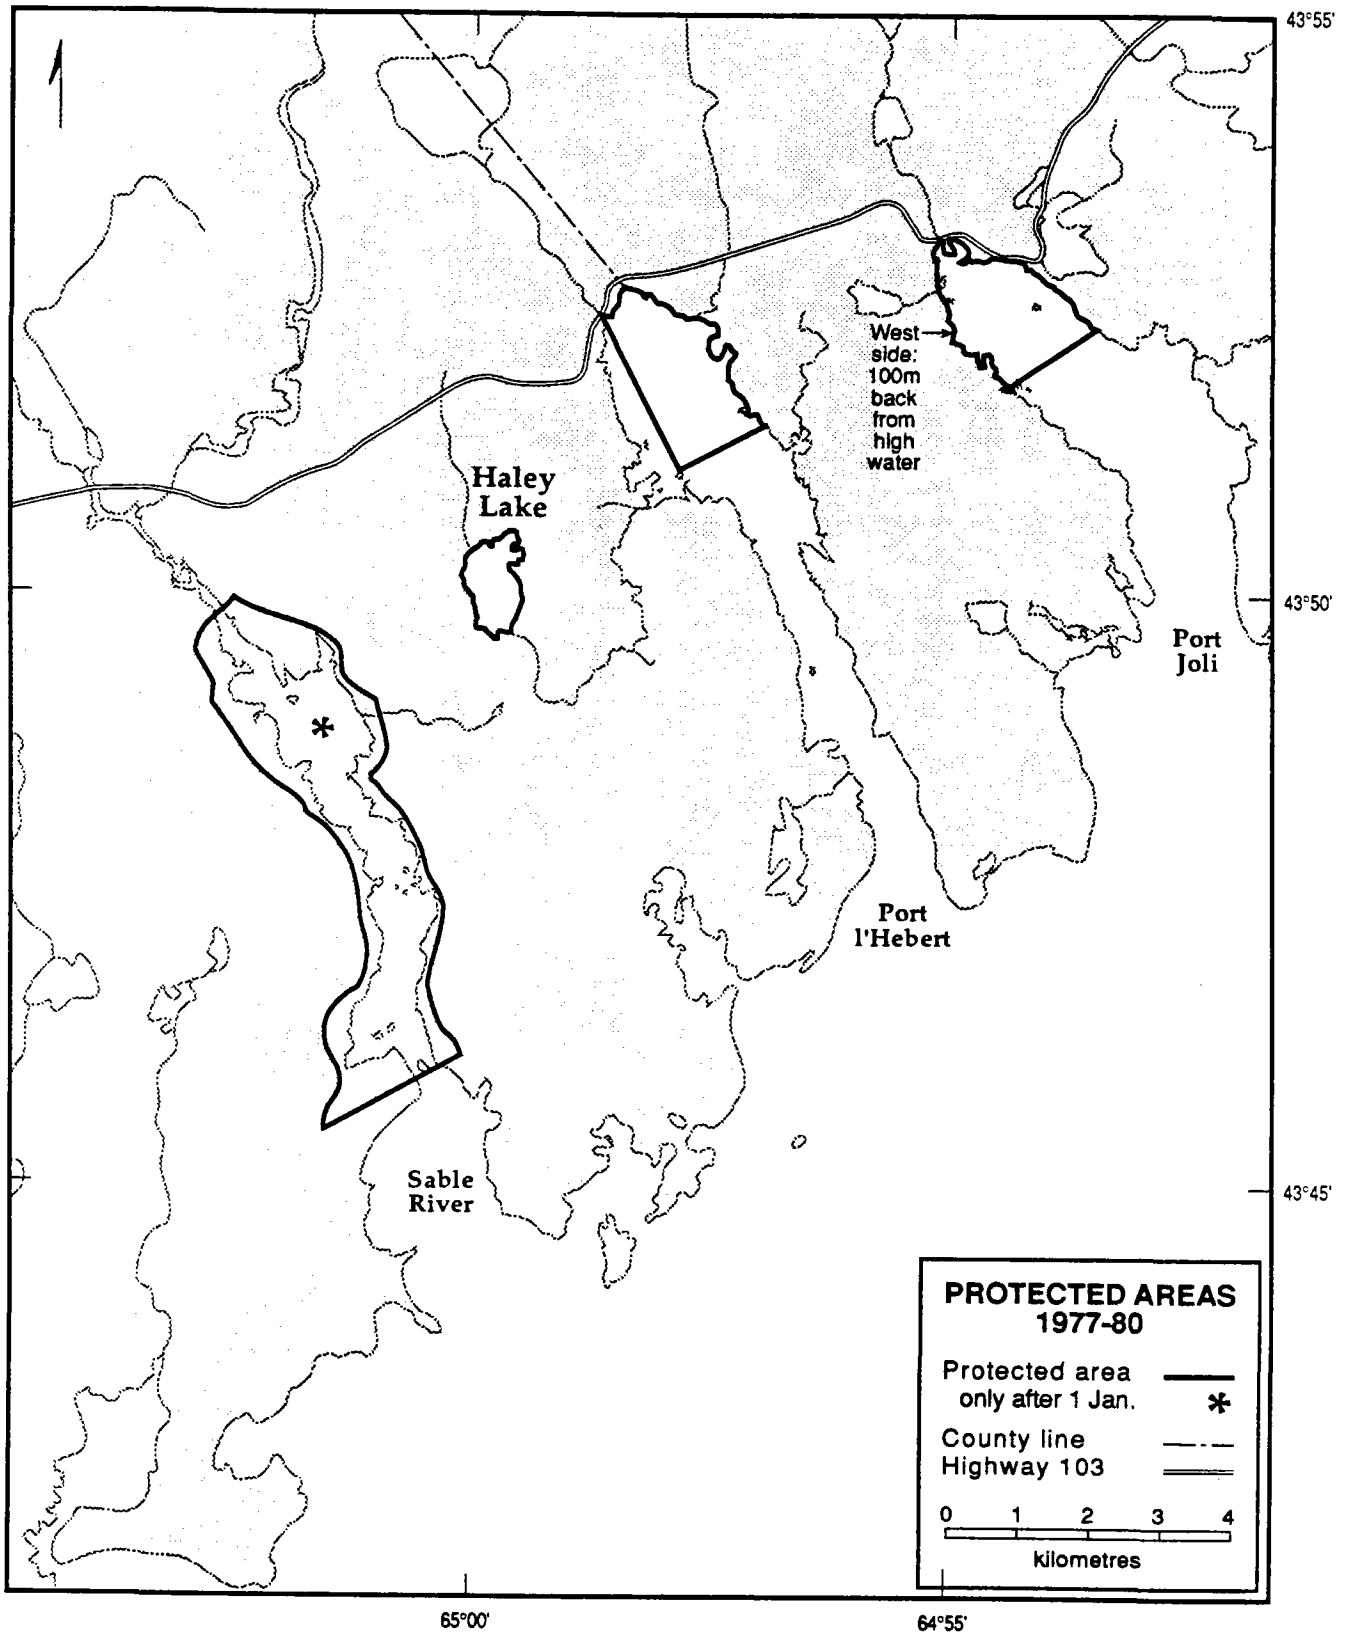 43°55'
West
side:
100m
back
from
high
water
Haley
Lake
*
43°50'
Port
Joli
Port
l'Hebert
Sable
River
43°45'
PROTECTED AREAS
1977-80
Protected area
only after 1 Jan. *
County line
Highway 103
0 1 2 3 4
kilometres
65°00' 64°55'